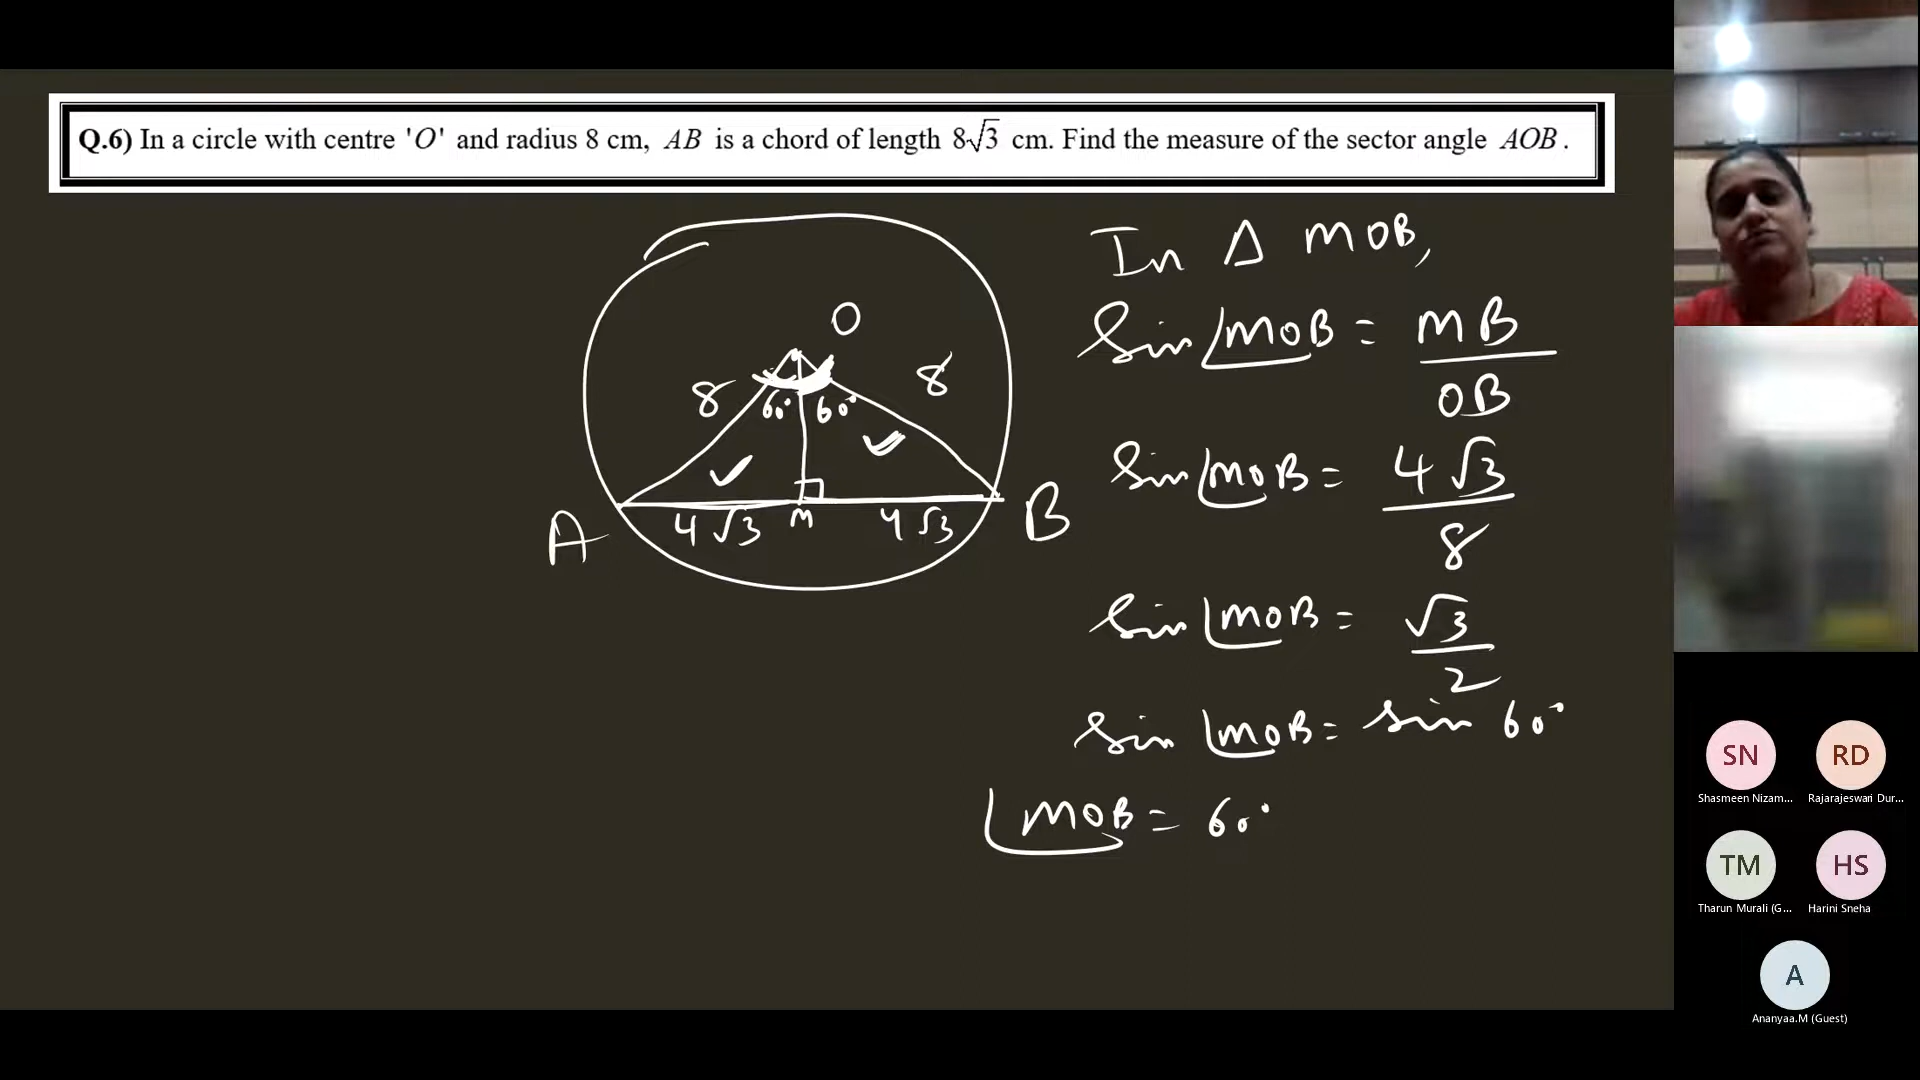 Q.6) In a circle with centre 'O' and radius 8 cm, AB is a chord of length 8√3 cm. Find the measure of the sector angle AOB.
O
8
8
60° 60°
A
4√3
M
4√3
B
In Δ MOB,
Sin ∠MOB = MB/OB
Sin ∠MOB = 4√3/8
Sin ∠MOB = √3/2
Sin ∠MOB = sin 60°
∠MOB = 60°
SN
Shasmeen Nizam...
RD
Rajarajeswari Dur...
TM
Tharun Murali (G...
HS
Harini Sneha
A
Ananyaa.M (Guest)